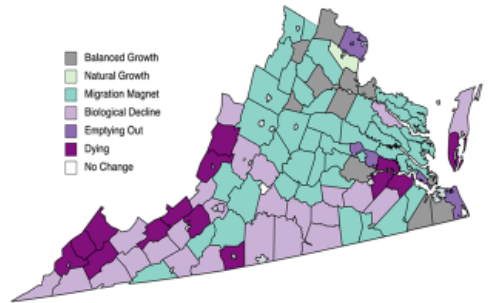 Balanced Growth
Natural Growth
Migration Magnet
Biological Decline
Emptying Out
Dying
No Change